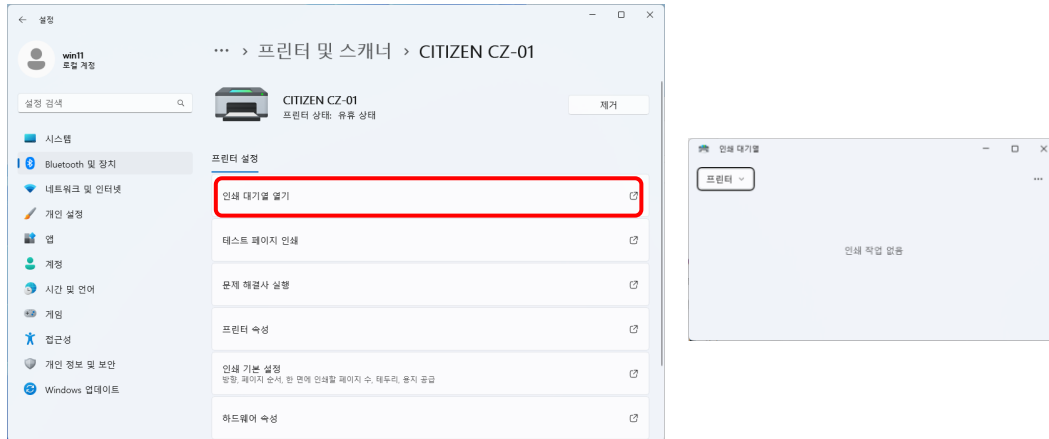 설정
win11
로컬 계정
설정 검색
시스템
Bluetooth 및 장치
네트워크 및 인터넷
개인 설정
앱
계정
시간 및 언어
게임
접근성
개인 정보 및 보안
Windows 업데이트
··· > 프린터 및 스캐너 > CITIZEN CZ-01
CITIZEN CZ-01
프린터 상태: 유휴 상태
제거
프린터 설정
인쇄 대기열 열기
테스트 페이지 인쇄
문제 해결사 실행
프린터 속성
인쇄 기본 설정
방향, 페이지 순서, 한 면에 인쇄할 페이지 수, 테두리, 용지 공급
하드웨어 속성
인쇄 대기열
프린터
인쇄 작업 없음